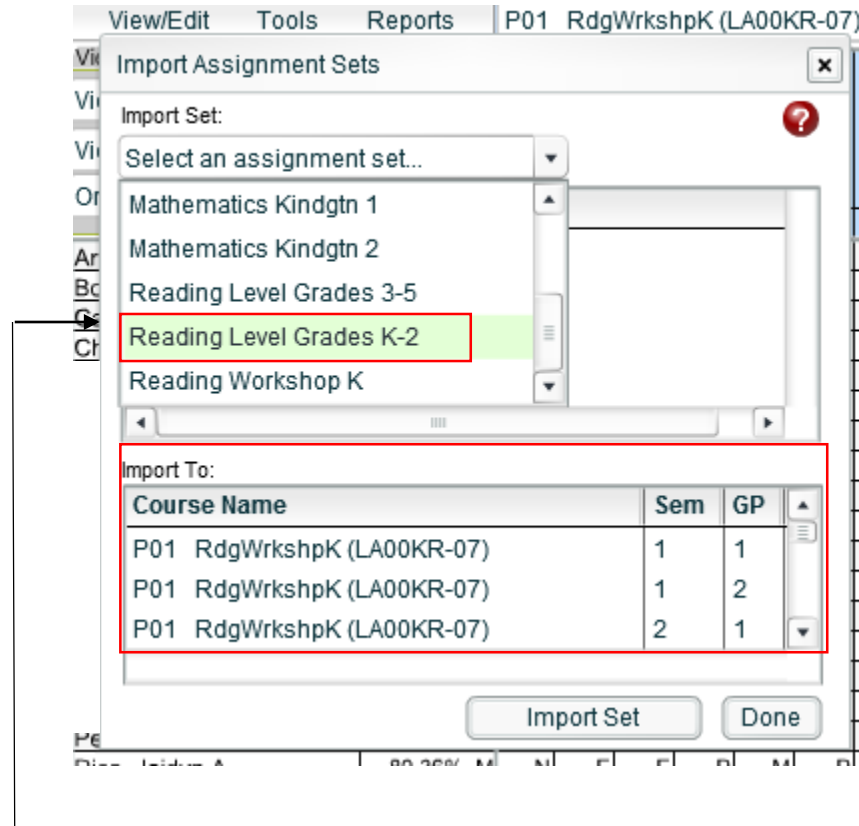 View/Edit Tools Reports P01 RdgWrkshpK (LA00KR-07)
Import Assignment Sets
Import Set:
Select an assignment set...
Mathematics Kindgtn 1
Mathematics Kindgtn 2
Reading Level Grades 3-5
Reading Level Grades K-2
Reading Workshop K
Import To:
Course Name Sem GP
P01 RdgWrkshpK (LA00KR-07) 1 1
P01 RdgWrkshpK (LA00KR-07) 1 2
P01 RdgWrkshpK (LA00KR-07) 2 1
Import Set Done